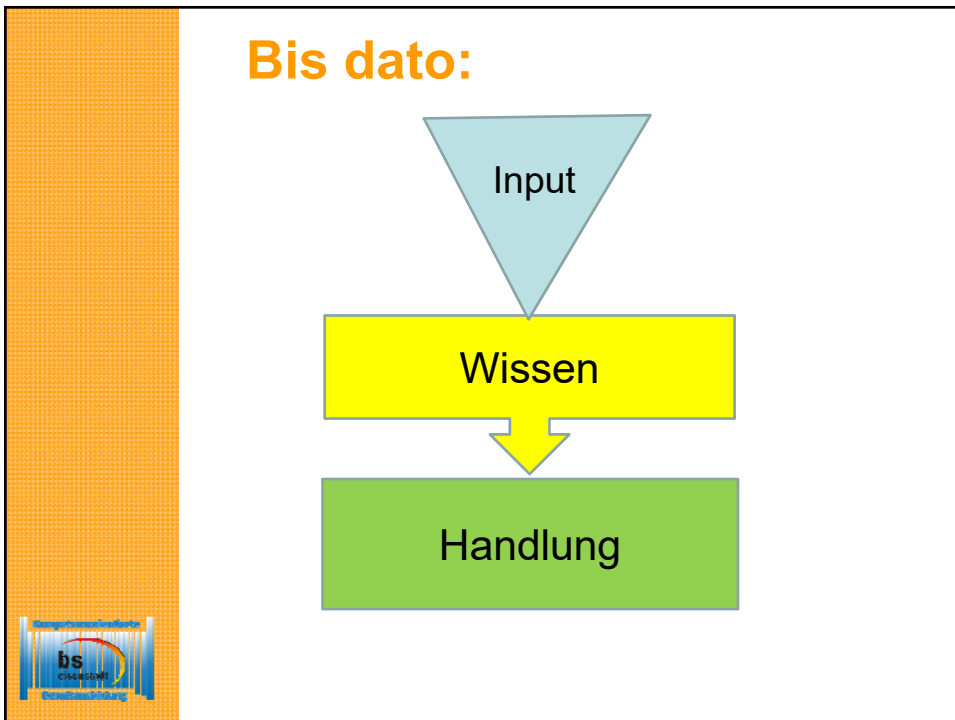 Bis dato:
Input
Wissen
Handlung
bs
eisenstadt